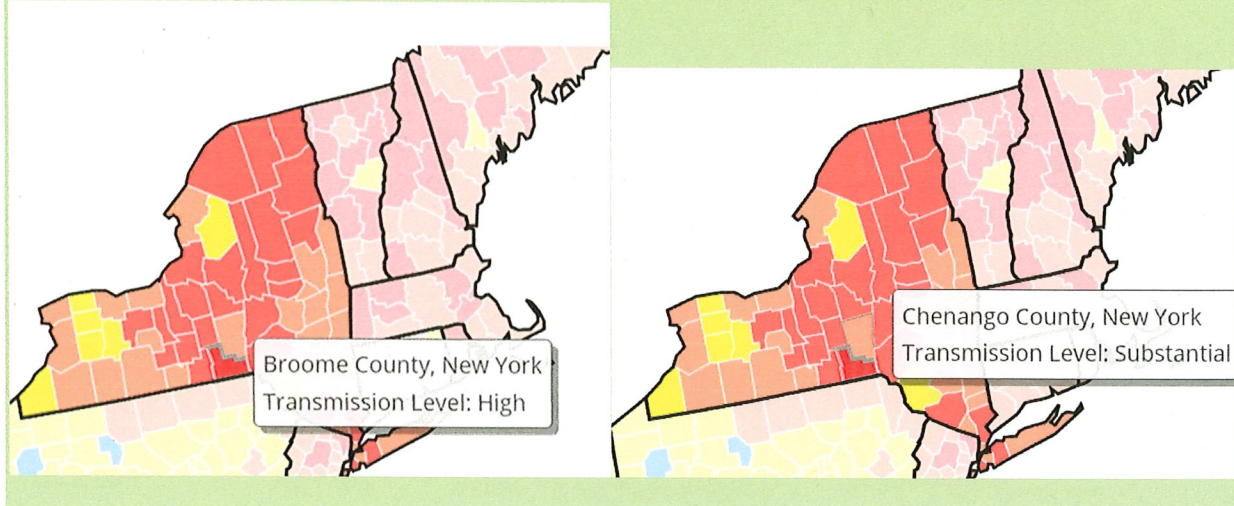 Broome County, New York
Transmission Level: High
Chenango County, New York
Transmission Level: Substantial